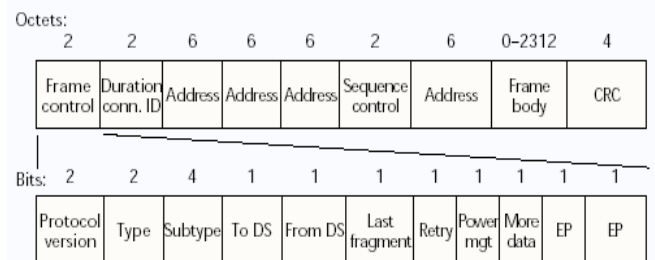 Octets:
2 2 6 6 6 2 6 0–2312 4
Frame control Duration conn. ID Address Address Address Sequence control Address Frame body CRC
Bits: 2 2 4 1 1 1 1 1 1 1 1
Protocol version Type Subtype To DS From DS Last fragment Retry Power mgt More data EP EP